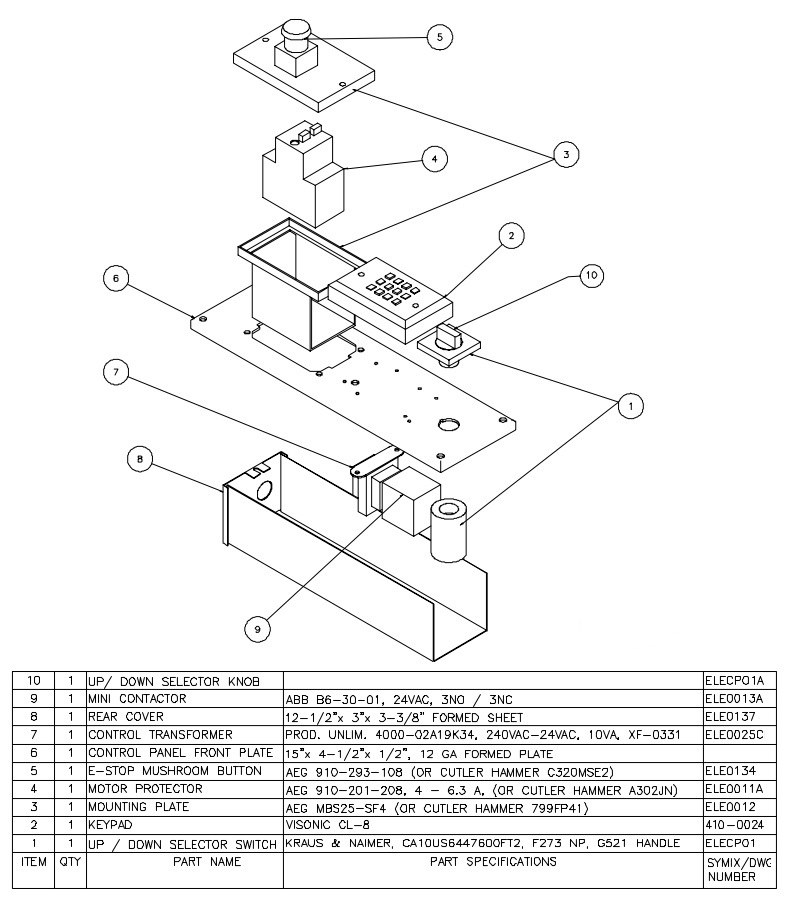 5
4
3
2
6
10
7
1
8
9
10 1 UP/ DOWN SELECTOR KNOB ELECP01A
9 1 MINI CONTACTOR ABB B6-30-01, 24VAC, 3NO / 3NC ELE0013A
8 1 REAR COVER 12-1/2"x 3"x 3-3/8" FORMED SHEET ELE0137
7 1 CONTROL TRANSFORMER PROD. UNLIM. 4000-02A19K34, 240VAC-24VAC, 10VA, XF-0331 ELE0025C
6 1 CONTROL PANEL FRONT PLATE 15"x 4-1/2"x 1/2", 12 GA FORMED PLATE
5 1 E-STOP MUSHROOM BUTTON AEG 910-293-108 (OR CUTLER HAMMER C320MSE2) ELE0134
4 1 MOTOR PROTECTOR AEG 910-201-208, 4 - 6.3 A, (OR CUTLER HAMMER A302JN) ELE0011A
3 1 MOUNTING PLATE AEG MBS25-SF4 (OR CUTLER HAMMER 799FP41) ELE0012
2 1 KEYPAD VISONIC CL-8 410-0024
1 1 UP / DOWN SELECTOR SWITCH KRAUS & NAIMER, CA10US6447600FT2, F273 NP, G521 HANDLE ELECP01
ITEM QTY PART NAME PART SPECIFICATIONS SYMIX/DWG
NUMBER